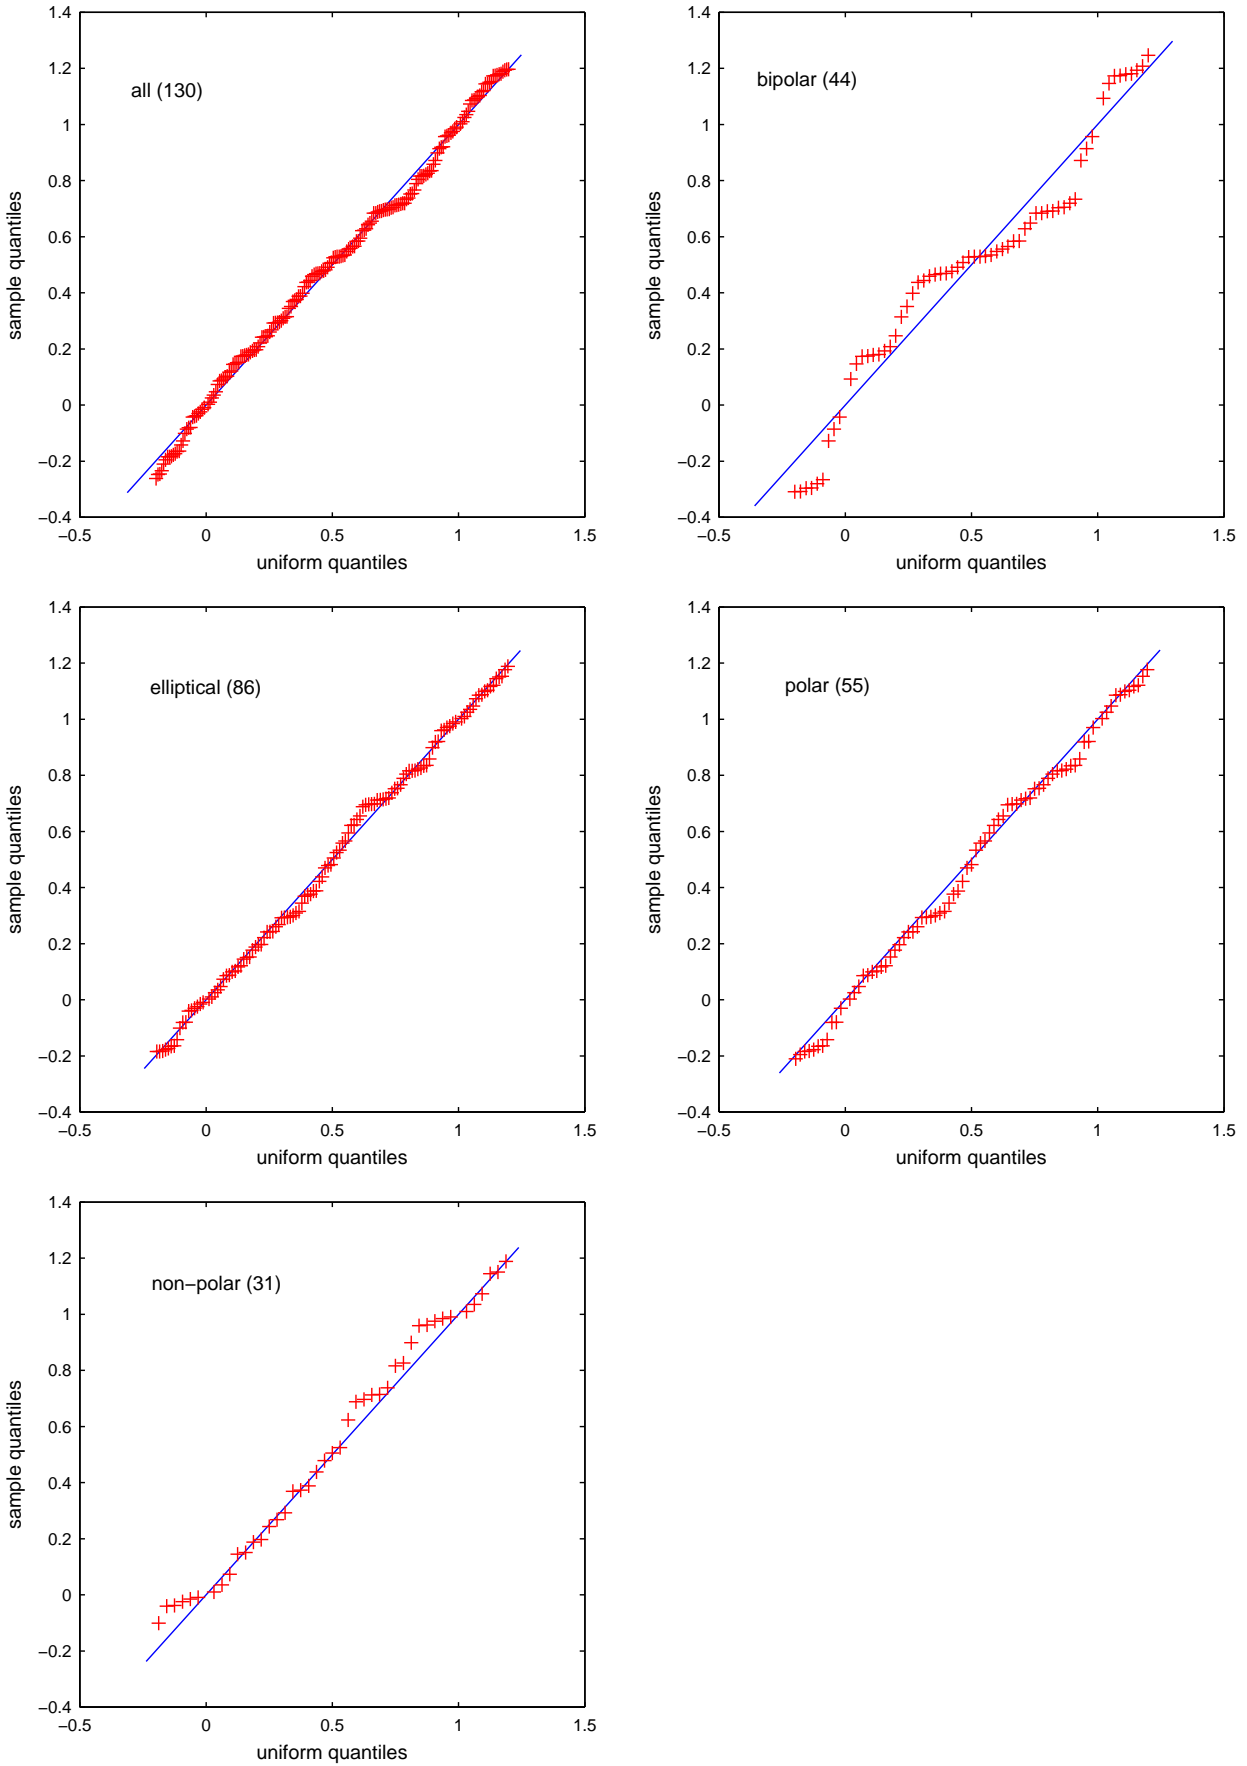 1.4
1.2
1
0.8
0.6
0.4
0.2
0
−0.2
−0.4
−0.5 0 0.5 1 1.5
uniform quantiles
sample quantiles
all (130)
1.4
1.2
1
0.8
0.6
0.4
0.2
0
−0.2
−0.4
−0.5 0 0.5 1 1.5
uniform quantiles
sample quantiles
bipolar (44)
1.4
1.2
1
0.8
0.6
0.4
0.2
0
−0.2
−0.4
−0.5 0 0.5 1 1.5
uniform quantiles
sample quantiles
elliptical (86)
1.4
1.2
1
0.8
0.6
0.4
0.2
0
−0.2
−0.4
−0.5 0 0.5 1 1.5
uniform quantiles
sample quantiles
polar (55)
1.4
1.2
1
0.8
0.6
0.4
0.2
0
−0.2
−0.4
−0.5 0 0.5 1 1.5
uniform quantiles
sample quantiles
non−polar (31)